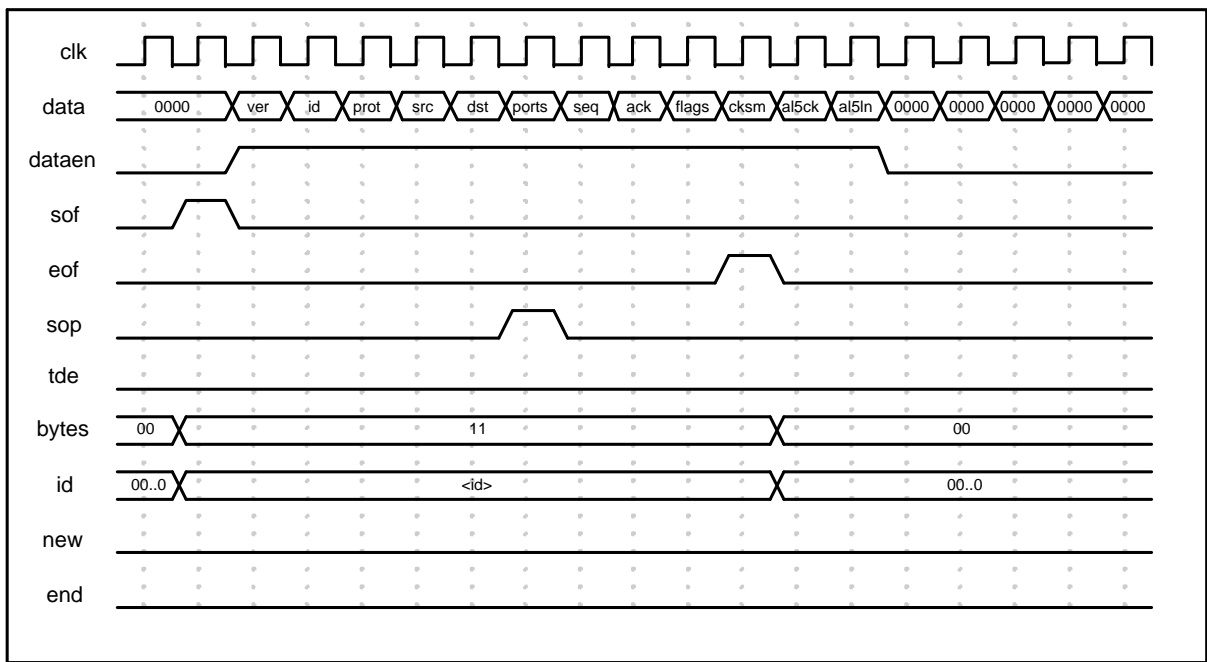 clk
data 0000 ver id prot src dst ports seq ack flags cksm al5ck al5ln 0000 0000 0000 0000 0000
dataen
sof
eof
sop
tde
bytes 00 11 00
id 00..0 <id> 00..0
new
end